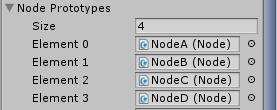 Node Prototypes
Size 4
Element 0 NodeA (Node)
Element 1 NodeB (Node)
Element 2 NodeC (Node)
Element 3 NodeD (Node)